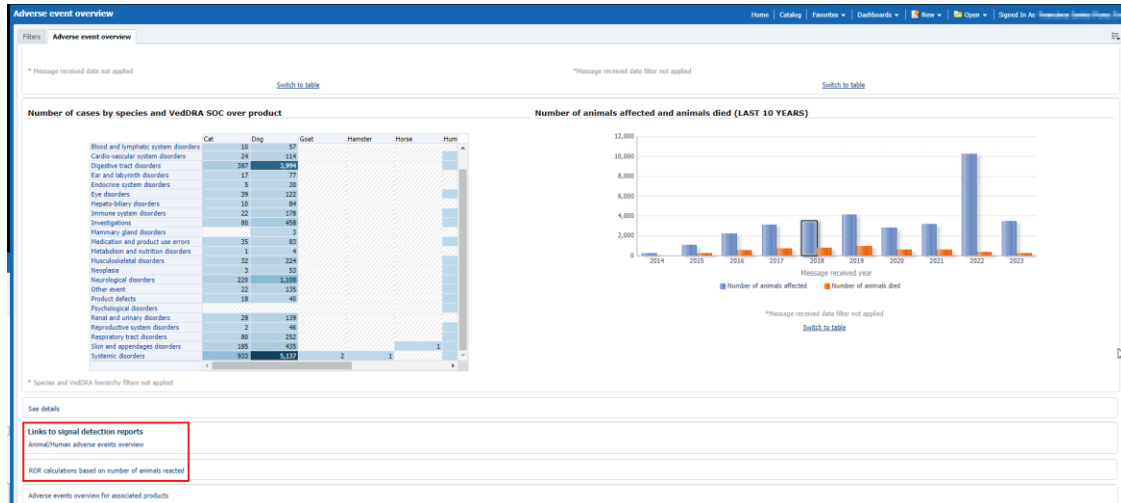 Adverse event overview
Home Catalog Favorites Dashboards New Open Signed In As
Filters Adverse event overview
* Message received date not applied
*Message received date filter not applied
Switch to table
Switch to table
Number of cases by species and VedDRA SOC over product
Number of animals affected and animals died (LAST 10 YEARS)
Cat Dog Goat Hamster Horse Hum
Blood and lymphatic system disorders 10 57
Cardio-vascular system disorders 24 114
Digestive tract disorders 387 3,994
Ear and labyrinth disorders 17 77
Endocrine system disorders 5 38
Eye disorders 39 122
Hepato-biliary disorders 10 84
Immune system disorders 22 178
Investigations 80 458
Mammary gland disorders 3
Medication and product use errors 35 83
Metabolism and nutrition disorders 1 4
Musculoskeletal disorders 32 224
Neoplasia 3 53
Neurological disorders 220 1,100
Other event 22 135
Product defects 18 40
Psychological disorders
Renal and urinary disorders 28 139
Reproductive system disorders 2 46
Respiratory tract disorders 80 252
Skin and appendages disorders 185 435 1
Systemic disorders 933 5,137 2 1
12,000
10,000
8,000
6,000
4,000
2,000
0
2014 2015 2016 2017 2018 2019 2020 2021 2022 2023
Message received year
Number of animals affected Number of animals died
*Message received date filter not applied
Switch to table
* Species and VedDRA hierarchy filters not applied
See details
Links to signal detection reports
Animal/Human adverse events overview
ROR calculations based on number of animals reacted
Adverse events overview for associated products